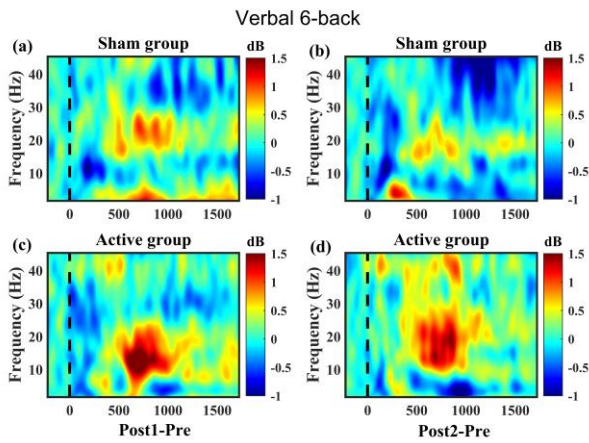 Verbal 6-back
(a) Sham group dB
(b) Sham group dB
Frequency (Hz)
40
30
20
10
0 500 1000 1500
1.5
1
0.5
0
-0.5
-1
Frequency (Hz)
40
30
20
10
0 500 1000 1500
1.5
1
0.5
0
-0.5
-1
(c) Active group dB
(d) Active group dB
Frequency (Hz)
40
30
20
10
0 500 1000 1500
1.5
1
0.5
0
-0.5
-1
Post1-Pre
Frequency (Hz)
40
30
20
10
0 500 1000 1500
1.5
1
0.5
0
-0.5
-1
Post2-Pre